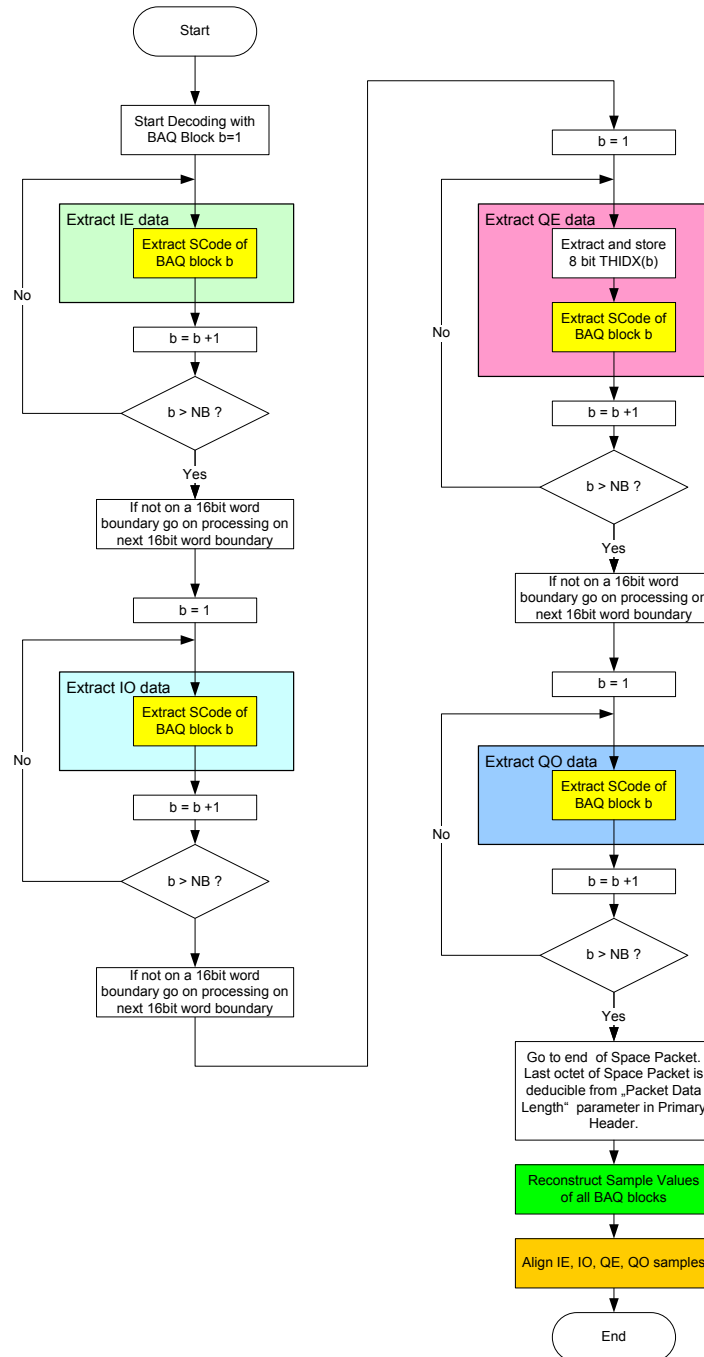 Start
Start Decoding with
BAQ Block b=1
Extract IE data
Extract SCode of
BAQ block b
No
b = b +1
b > NB ?
Yes
If not on a 16bit word
boundary go on processing on
next 16bit word boundary
b = 1
Extract IO data
Extract SCode of
BAQ block b
No
b = b +1
b > NB ?
If not on a 16bit word
boundary go on processing on
next 16bit word boundary
b = 1
Extract QE data
Extract and store
8 bit THIDX(b)
No
Extract SCode of
BAQ block b
b = b +1
b > NB ?
Yes
If not on a 16bit word
boundary go on processing on
next 16bit word boundary
b = 1
Extract QO data
Extract SCode of
BAQ block b
No
b = b +1
b > NB ?
Yes
Go to end of Space Packet.
Last octet of Space Packet is
deducible from „Packet Data
Length“ parameter in Primary
Header.
Reconstruct Sample Values
of all BAQ blocks
Align IE, IO, QE, QO samples
End